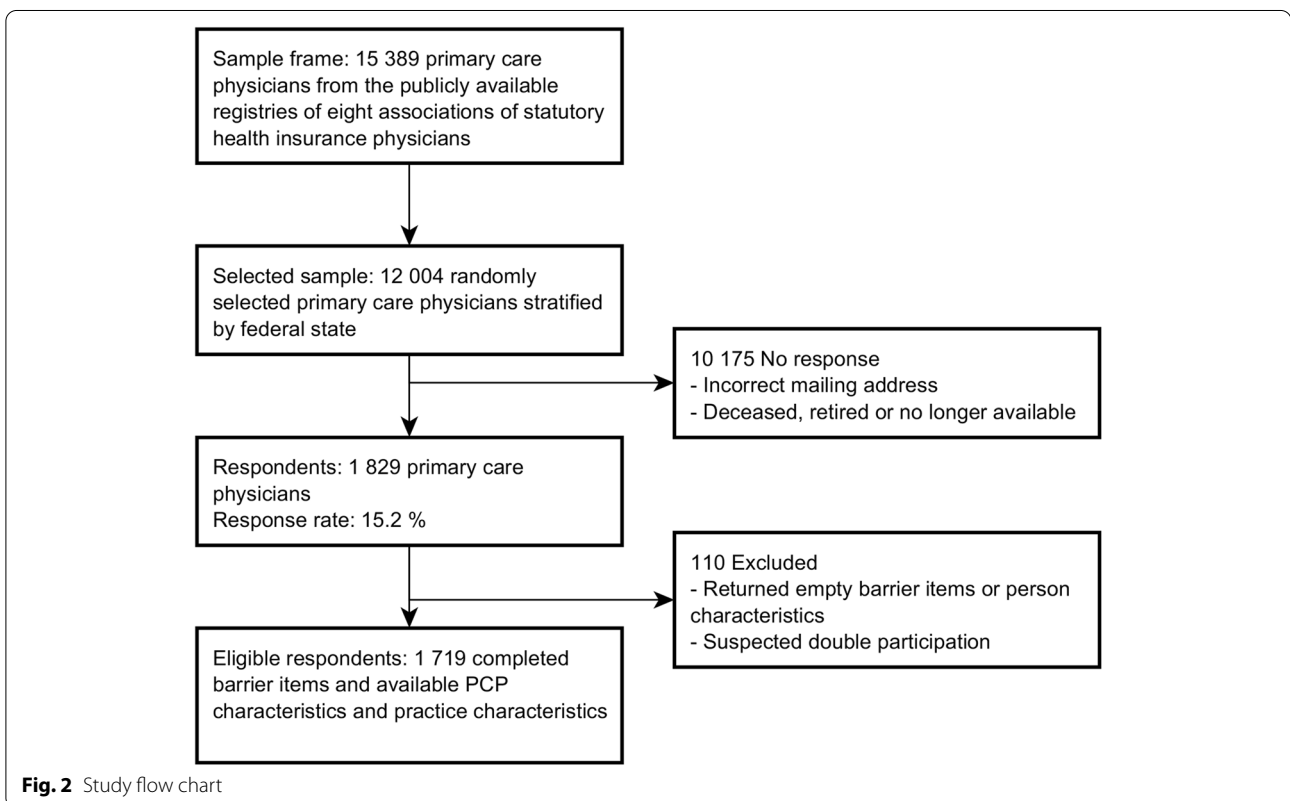 Sample frame: 15 389 primary care
physicians from the publicly available
registries of eight associations of statutory
health insurance physicians
Selected sample: 12 004 randomly
selected primary care physicians stratified
by federal state
10 175 No response
- Incorrect mailing address
- Deceased, retired or no longer available
Respondents: 1 829 primary care
physicians
Response rate: 15.2 %
110 Excluded
- Returned empty barrier items or person
characteristics
- Suspected double participation
Eligible respondents: 1 719 completed
barrier items and available PCP
characteristics and practice characteristics
Fig. 2 Study flow chart